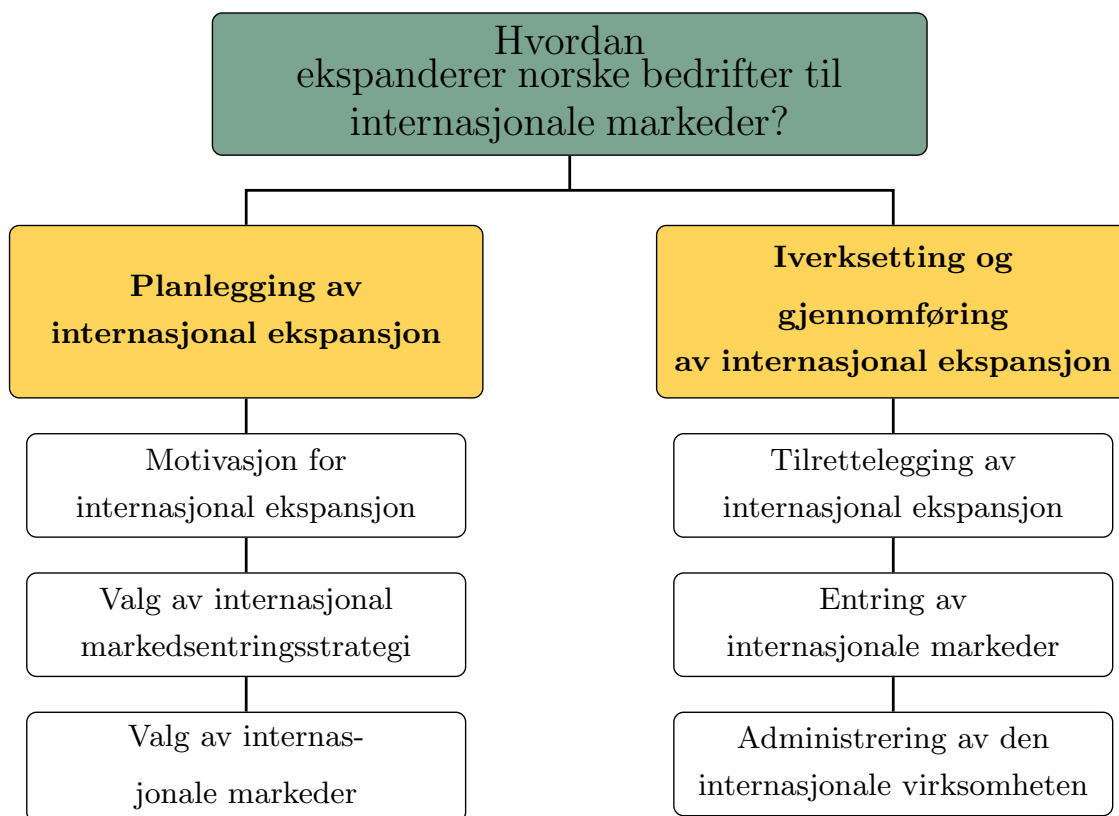 Hvordan
ekspanderer norske bedrifter til
internasjonale markeder?
Planlegging av
internasjonal ekspansjon
Motivasjon for
internasjonal ekspansjon
Valg av internasjonal
markedsentringsstrategi
Valg av internas-
jonale markeder
Iverksetting og
gjennomføring
av internasjonal ekspansjon
Tilrettelegging av
internasjonal ekspansjon
Entring av
internasjonale markeder
Administrering av den
internasjonale virksomheten